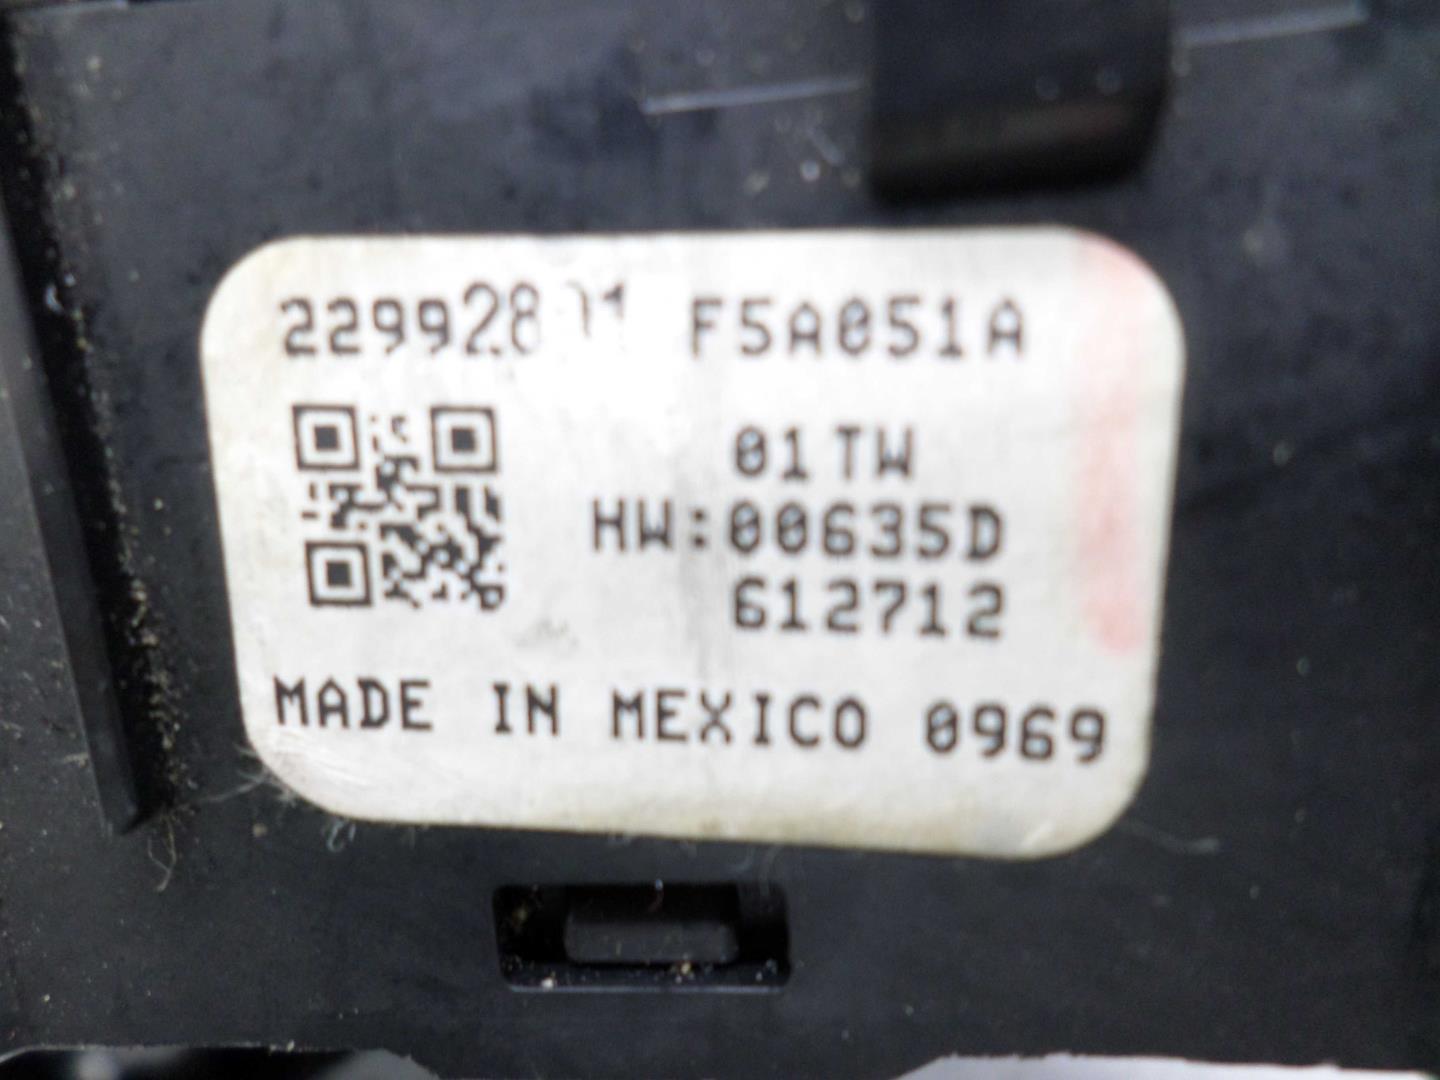 F5A051A
01TW
HW:00635D
612712
MADE IN MEXICO 0969